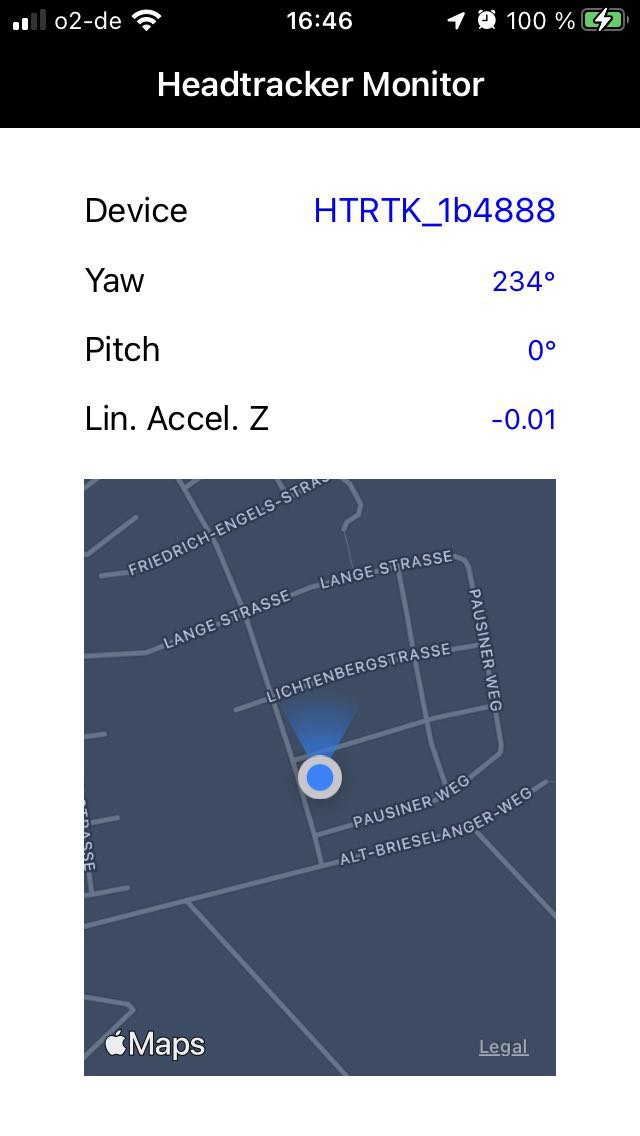 o2-de 16:46 100 %
Headtracker Monitor
Device HTRTK_1b4888
Yaw 234°
Pitch 0°
Lin. Accel. Z -0.01
FRIEDRICH-ENGELS-STRAS
LANGE STRASSE
LANGE STRASSE
PAUSINER WEG
LICHTENBERGSTRASSE
PAUSINER WEG
ALT-BRIESELANGER-WEG
STRASSE
Maps
Legal